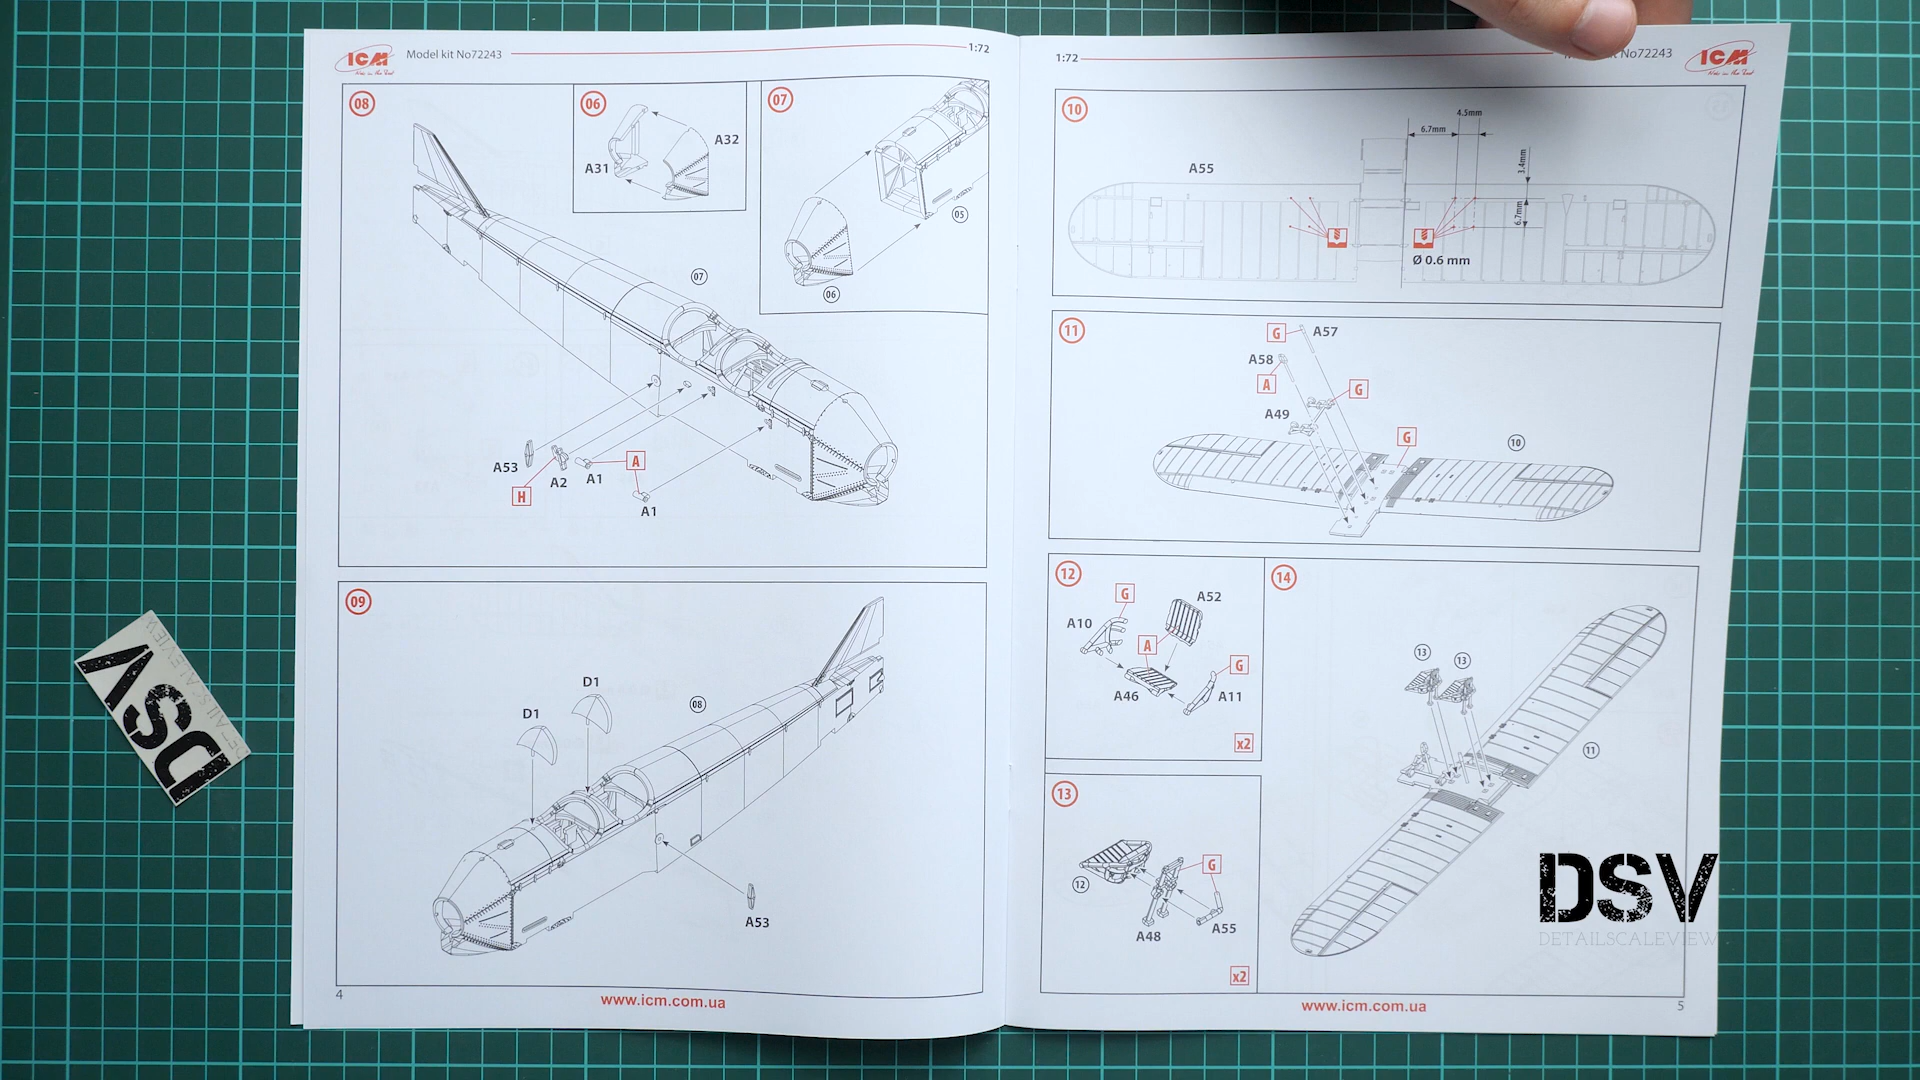 ICM
Model kit No72243
1:72
08
06
A31
A32
07
05
06
07
A53
A2
A1
A
H
A1
09
D1
D1
08
A53
4
www.icm.com.ua
1:72
No72243
ICM
10
4.5mm
6.7mm
3.4mm
6.7mm
A55
Ø 0.6 mm
11
G
A57
A58
A
G
A49
G
10
12
G
A52
A10
A
G
A46
A11
x2
13
12
G
A48
A55
x2
14
13
13
11
www.icm.com.ua
5
DSV
DETAILSCALEVIEW
DSV